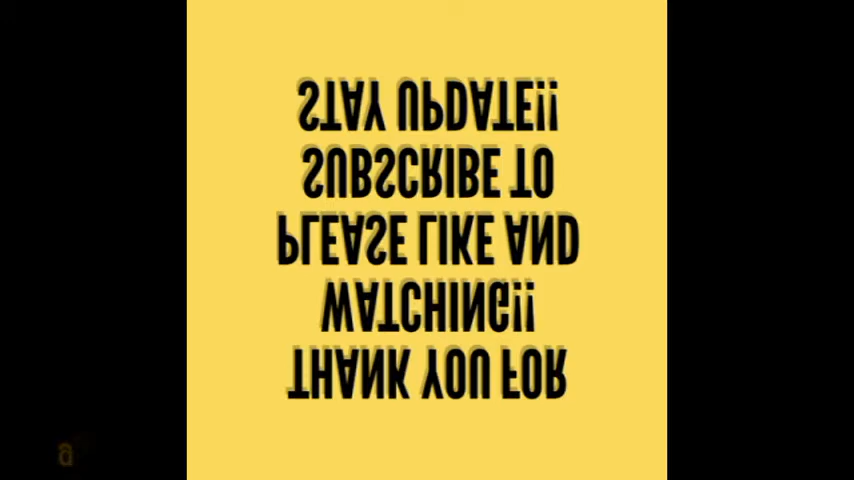 THANK YOU FOR
WATCHING!!
PLEASE LIKE AND
SUBSCRIBE TO
STAY UPDATE!!
a